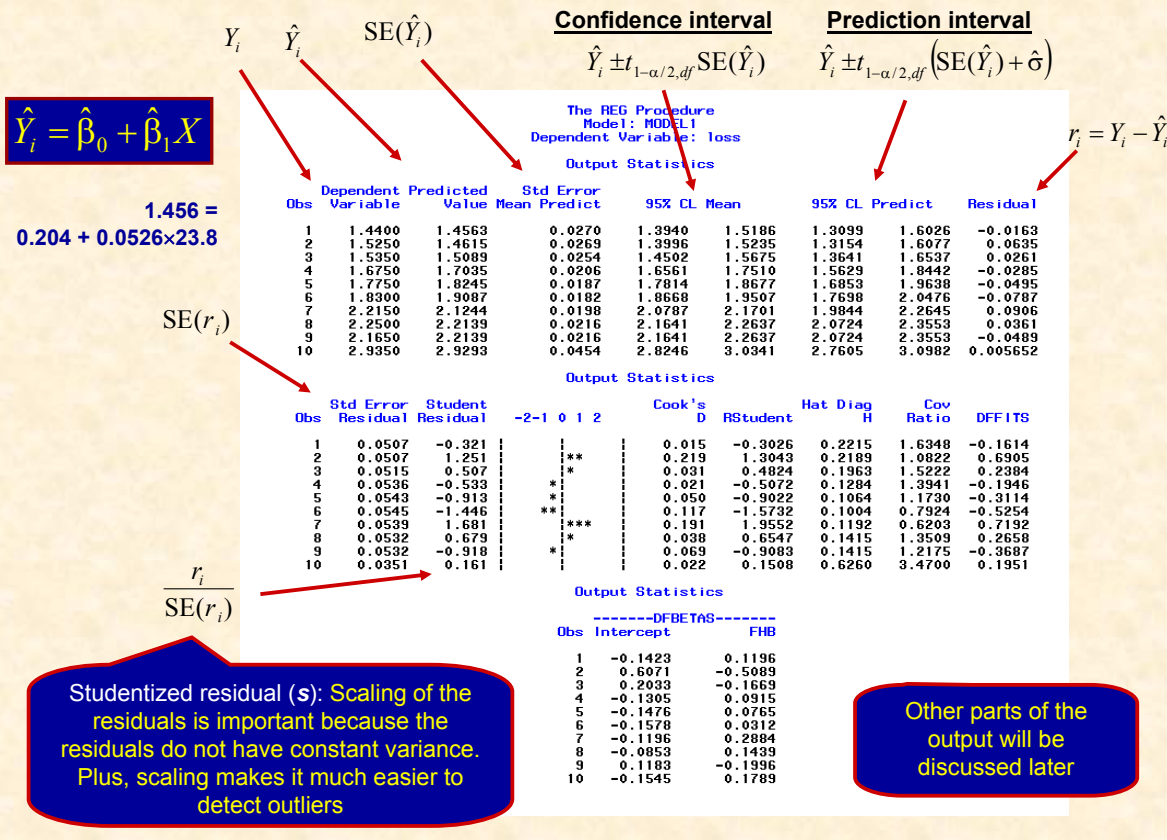 Confidence interval Prediction interval
Y_i Ŷ_i SE(Ŷ_i)
Ŷ_i ±t_{1−α/2,df} SE(Ŷ_i) Ŷ_i ±t_{1−α/2,df} (SE(Ŷ_i) + σ̂)
Ŷ_i = β̂_0 + β̂_1 X
r_i = Y_i − Ŷ_i
1.456 =
0.204 + 0.0526×23.8
The REG Procedure
Model: MODEL1
Dependent Variable: loss
Output Statistics
Dependent Predicted Std Error
Obs Variable Value Mean Predict 95% CL Mean 95% CL Predict Residual
1 1.4400 1.4563 0.0270 1.3940 1.5186 1.3099 1.6026 -0.0163
2 1.5250 1.4615 0.0269 1.3996 1.5235 1.3154 1.6077 0.0635
3 1.5350 1.5089 0.0254 1.4502 1.5675 1.3641 1.6537 0.0261
4 1.6750 1.7035 0.0206 1.6561 1.7510 1.5629 1.8442 -0.0285
5 1.7750 1.8245 0.0187 1.7814 1.8677 1.6853 1.9638 -0.0495
6 1.8300 1.9087 0.0182 1.8668 1.9507 1.7698 2.0476 -0.0787
7 2.2150 2.1244 0.0198 2.0787 2.1701 1.9844 2.2645 0.0906
8 2.2500 2.2139 0.0216 2.1641 2.2637 2.0724 2.3553 0.0361
9 2.1650 2.2139 0.0216 2.1641 2.2637 2.0724 2.3553 -0.0489
10 2.9350 2.9293 0.0454 2.8246 3.0341 2.7605 3.0982 0.005652
SE(r_i)
Output Statistics
Std Error Student Cook's Hat Diag Cov
Obs Residual Residual -2-1 0 1 2 D RStudent H Ratio DFFITS
1 0.0507 -0.321 | | | 0.015 -0.3026 0.2215 1.6348 -0.1614
2 0.0507 1.251 | |** | 0.219 1.3043 0.2189 1.0822 0.6905
3 0.0515 0.507 | |* | 0.031 0.4824 0.1963 1.5222 0.2384
4 0.0536 -0.533 | *| | 0.021 -0.5072 0.1284 1.3941 -0.1946
5 0.0543 -0.913 | *| | 0.050 -0.9022 0.1064 1.1730 -0.3114
6 0.0545 -1.446 | **| | 0.117 -1.5732 0.1004 0.7924 -0.5254
7 0.0539 1.681 | |*** | 0.191 1.9552 0.1192 0.6203 0.7192
8 0.0532 0.679 | |* | 0.038 0.6547 0.1415 1.3509 0.2658
9 0.0532 -0.918 | *| | 0.069 -0.9083 0.1415 1.2175 -0.3687
10 0.0351 0.161 | | | 0.022 0.1508 0.6260 3.4700 0.1951
r_i
SE(r_i)
Output Statistics
-------DFBETAS-------
Obs Intercept FHB
1 -0.1423 0.1196
2 0.6071 -0.5089
3 0.2033 -0.1669
4 -0.1305 0.0915
5 -0.1476 0.0765
6 -0.1578 0.0312
7 -0.1196 0.2884
8 -0.0853 0.1439
9 0.1183 -0.1996
10 -0.1545 0.1789
Studentized residual (s): Scaling of the
residuals is important because the
residuals do not have constant variance.
Plus, scaling makes it much easier to
detect outliers
Other parts of the
output will be
discussed later